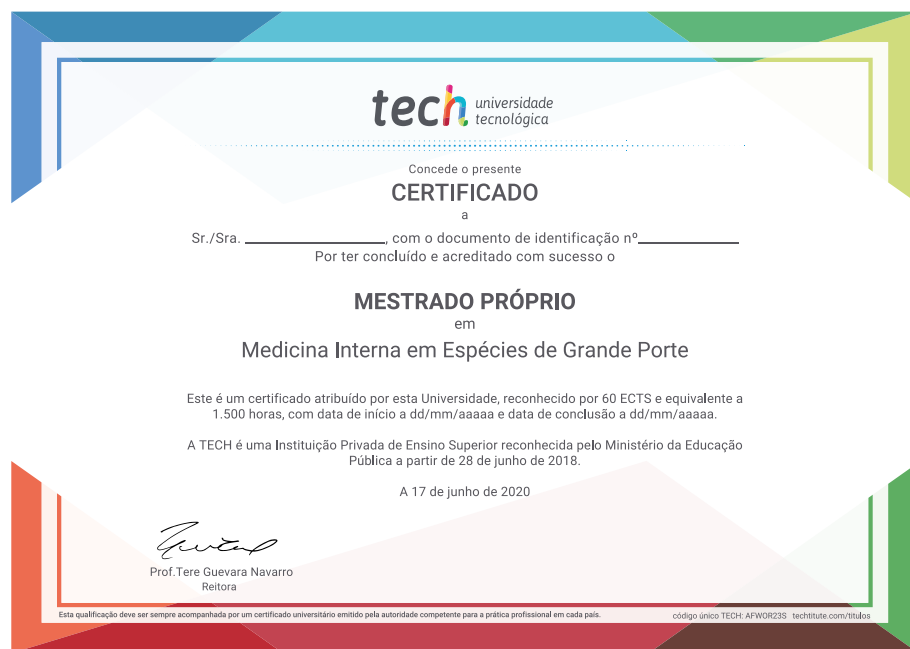 tech universidade
tecnológica
Concede o presente
CERTIFICADO
a
Sr./Sra. ________________, com o documento de identificação nº____________
Por ter concluído e acreditado com sucesso o
MESTRADO PRÓPRIO
em
Medicina Interna em Espécies de Grande Porte
Este é um certificado atribuído por esta Universidade, reconhecido por 60 ECTS e equivalente a
1.500 horas, com data de início a dd/mm/aaaaa e data de conclusão a dd/mm/aaaaa.
A TECH é uma Instituição Privada de Ensino Superior reconhecida pelo Ministério da Educação
Pública a partir de 28 de junho de 2018.
A 17 de junho de 2020
Prof.Tere Guevara Navarro
Reitora
Esta qualificação deve ser sempre acompanhada por um certificado universitário emitido pela autoridade competente para a prática profissional em cada país.
código único TECH: AFWOR23S techtitute.com/titulos